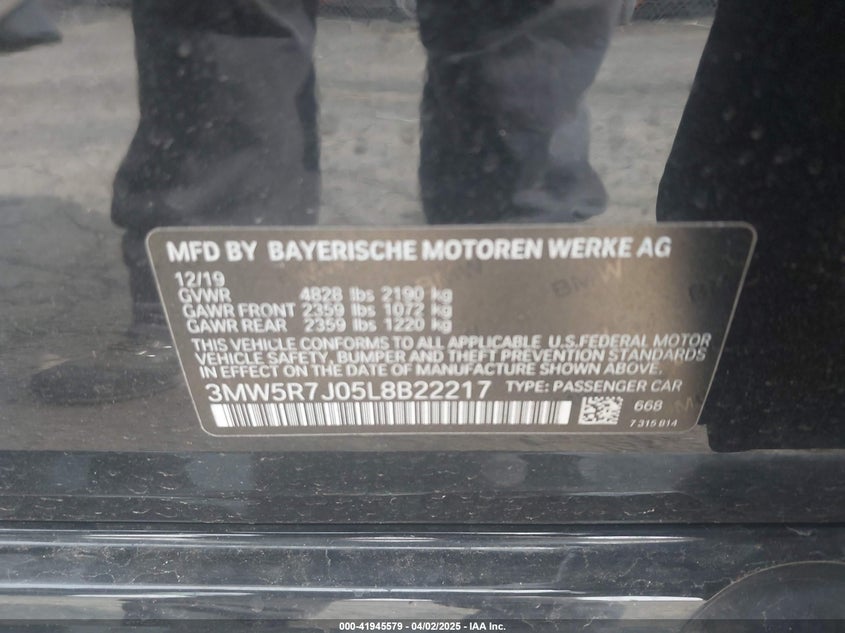 MFD BY BAYERISCHE MOTOREN WERKE AG
12/19
GVWR 4828 lbs 2190 kg
GAWR FRONT 2359 lbs 1072 kg
GAWR REAR 2359 lbs 1220 kg
THIS VEHICLE CONFORMS TO ALL APPLICABLE U.S.FEDERAL MOTOR
VEHICLE SAFETY, BUMPER AND THEFT PREVENTION STANDARDS
IN EFFECT ON THE DATE OF MANUFACTURE SHOWN ABOVE.
3MW5R7J05L8B22217 TYPE: PASSENGER CAR
668
7 315 014
000-41945579 - 04/02/2025 - IAA Inc.